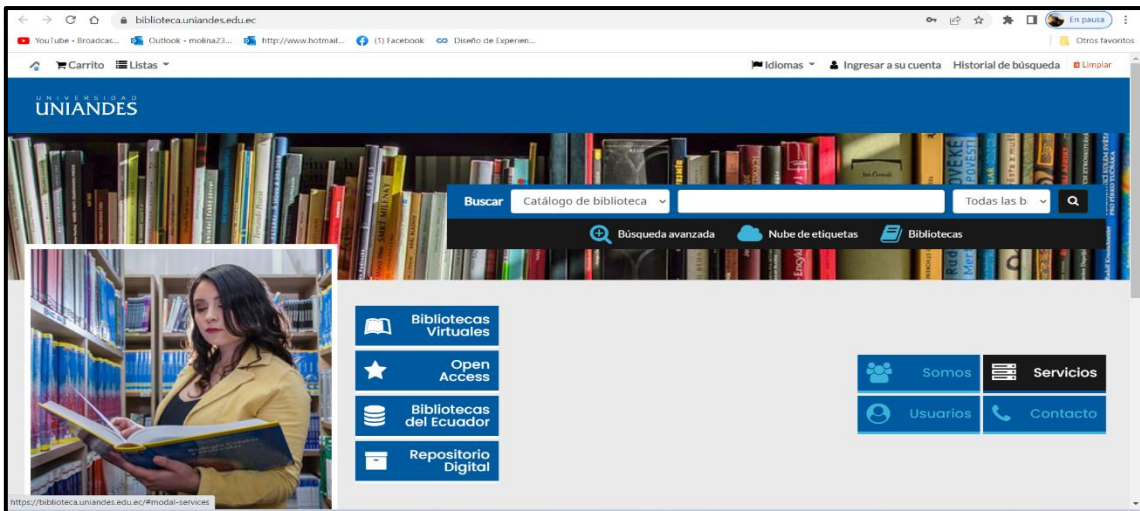 biblioteca.uniandes.edu.ec
En pausa
YouTube - Broadcas...
Outlook - molina23...
http://www.hotmail...
(1) Facebook
Diseño de Experien...
Otros favoritos
Carrito
Listas
Idiomas
Ingresar a su cuenta
Historial de búsqueda
Limpiar
UNIVERSIDAD
UNIANDES
Buscar
Catálogo de biblioteca
Todas las b
Búsqueda avanzada
Nube de etiquetas
Bibliotecas
Bibliotecas
Virtuales
Open
Access
Bibliotecas
del Ecuador
Repositorio
Digital
Somos
Servicios
Usuarios
Contacto
https://biblioteca.uniandes.edu.ec/#modal-services